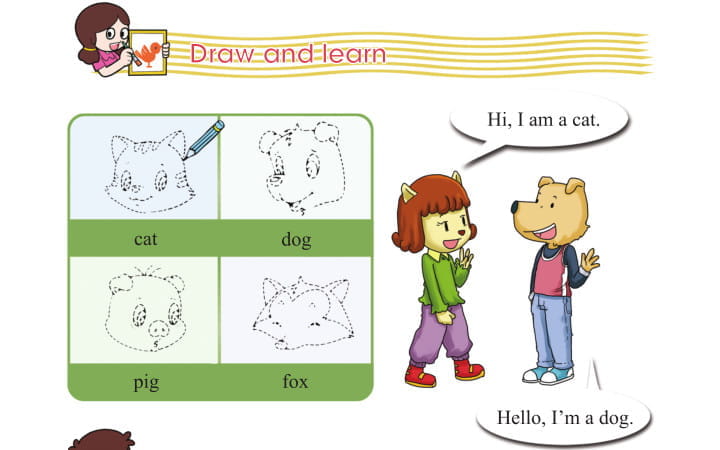 Draw and learn
Hi, I am a cat.
cat
dog
pig
fox
Hello, I'm a dog.